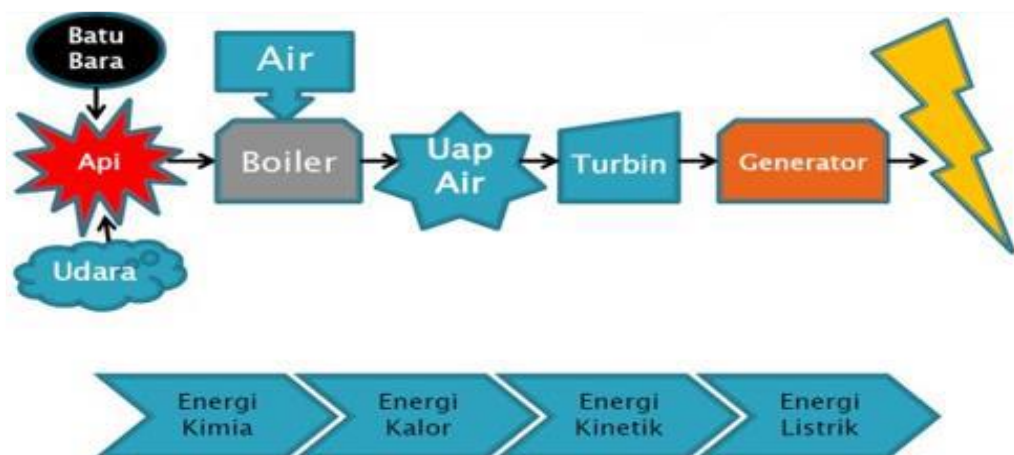 Batu
Bara
Air
Api
Boiler
Uap
Air
Turbin
Generator
Udara
Energi
Kimia
Energi
Kalor
Energi
Kinetik
Energi
Listrik